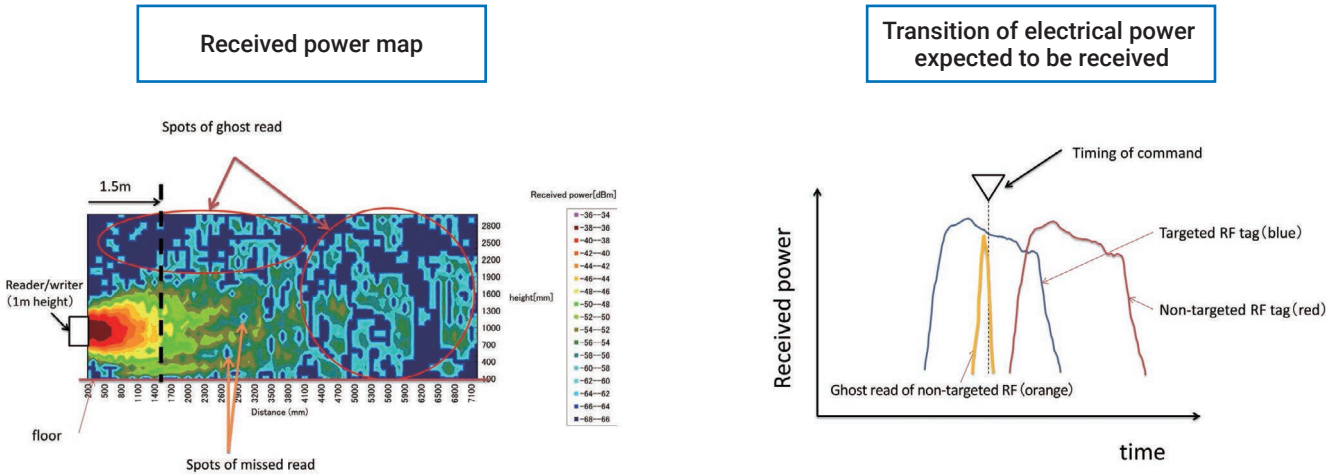 Received power map
Transition of electrical power
expected to be received
Spots of ghost read
1.5m
Received power[dBm]
-36--34
-38--36
-40--38
-42--40
-44--42
-46--44
-48--46
-50--48
-52--50
-54--52
-56--54
-58--56
-60--58
-62--60
-64--62
-66--64
-68--66
2800
2500
2200
1900
1600
1300
1000
700
400
100
height[mm]
Reader/writer
(1m height)
200
500
800
1100
1400
1700
2000
2300
2600
2900
3200
3500
3800
4100
4400
4700
5000
5300
5600
5900
6200
6500
6800
7100
Distance (mm)
floor
Spots of missed read
Timing of command
Received power
Targeted RF tag(blue)
Non-targeted RF tag(red)
Ghost read of non-targeted RF(orange)
time